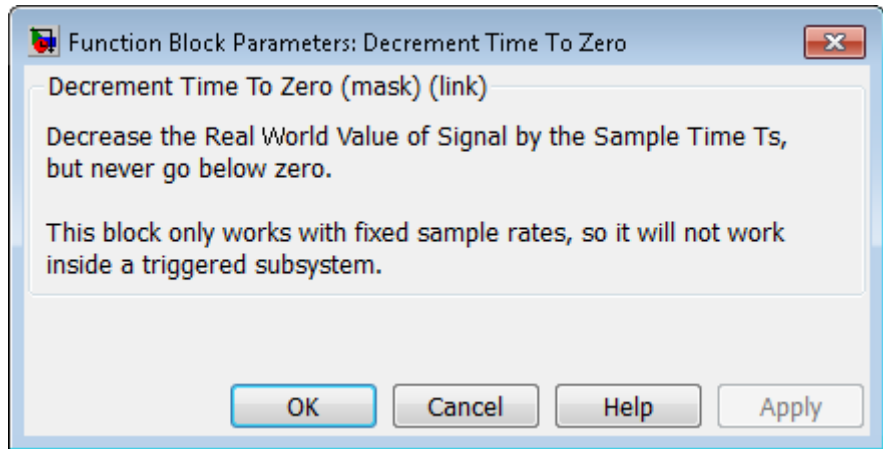 Function Block Parameters: Decrement Time To Zero
Decrement Time To Zero (mask) (link)
Decrease the Real World Value of Signal by the Sample Time Ts,
but never go below zero.
This block only works with fixed sample rates, so it will not work
inside a triggered subsystem.
OK Cancel Help Apply